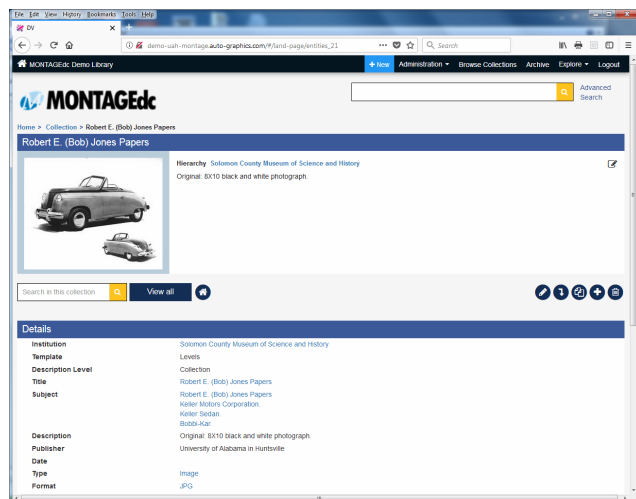 File Edit View History Bookmarks Tools Help
DV
demo-uah-montage.auto-graphics.com/#/land-page/entities_21
Search
MONTAGEdc Demo Library
+ New Administration Browse Collections Archive Explore Logout
MONTAGEdc
Advanced
Search
Home > Collection > Robert E. (Bob) Jones Papers
Robert E. (Bob) Jones Papers
Hierarchy Solomon County Museum of Science and History
Original: 8X10 black and white photograph.
Search in this collection
View all
Details
Institution Solomon County Museum of Science and History
Template Levels
Description Level Collection
Title Robert E. (Bob) Jones Papers
Subject Robert E. (Bob) Jones Papers
Keller Motors Corporation.
Keller Sedan.
Bobbi-Kar.
Description Original: 8X10 black and white photograph.
Publisher University of Alabama in Huntsville
Date
Type Image
Format JPG